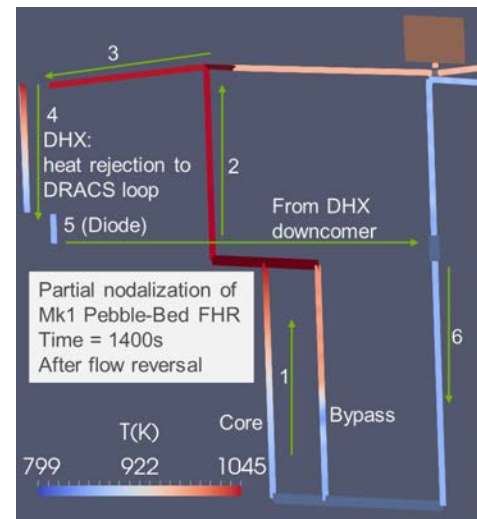 3
4
DHX:
heat rejection to
DRACS loop
2
5 (Diode)
From DHX
downcomer
Partial nodalization of
Mk1 Pebble-Bed FHR
Time = 1400s
After flow reversal
1
6
Core
Bypass
T(K)
799 922 1045